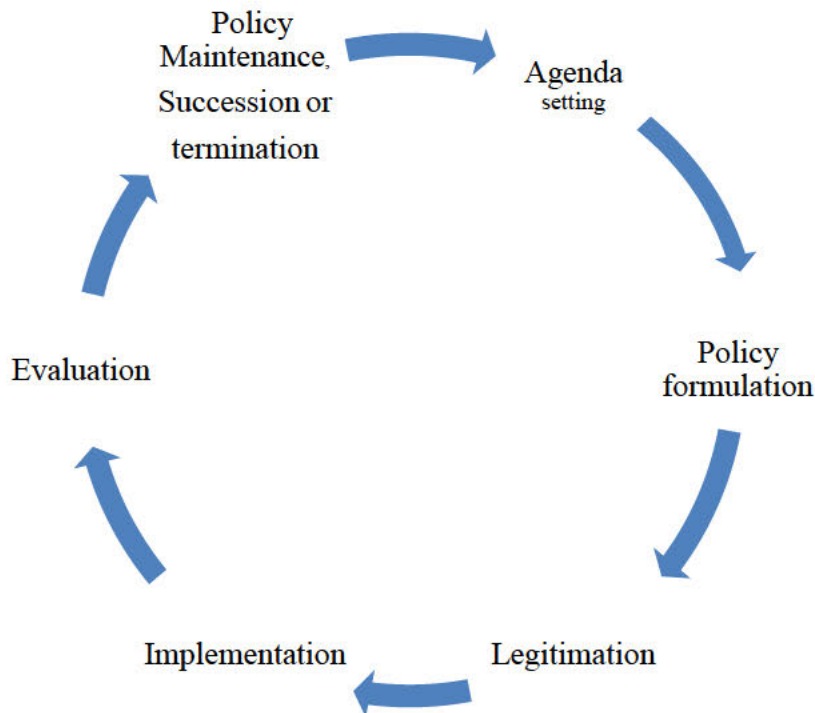 Policy
Maintenance,
Succession or
termination
Agenda
setting
Policy
formulation
Legitimation
Implementation
Evaluation